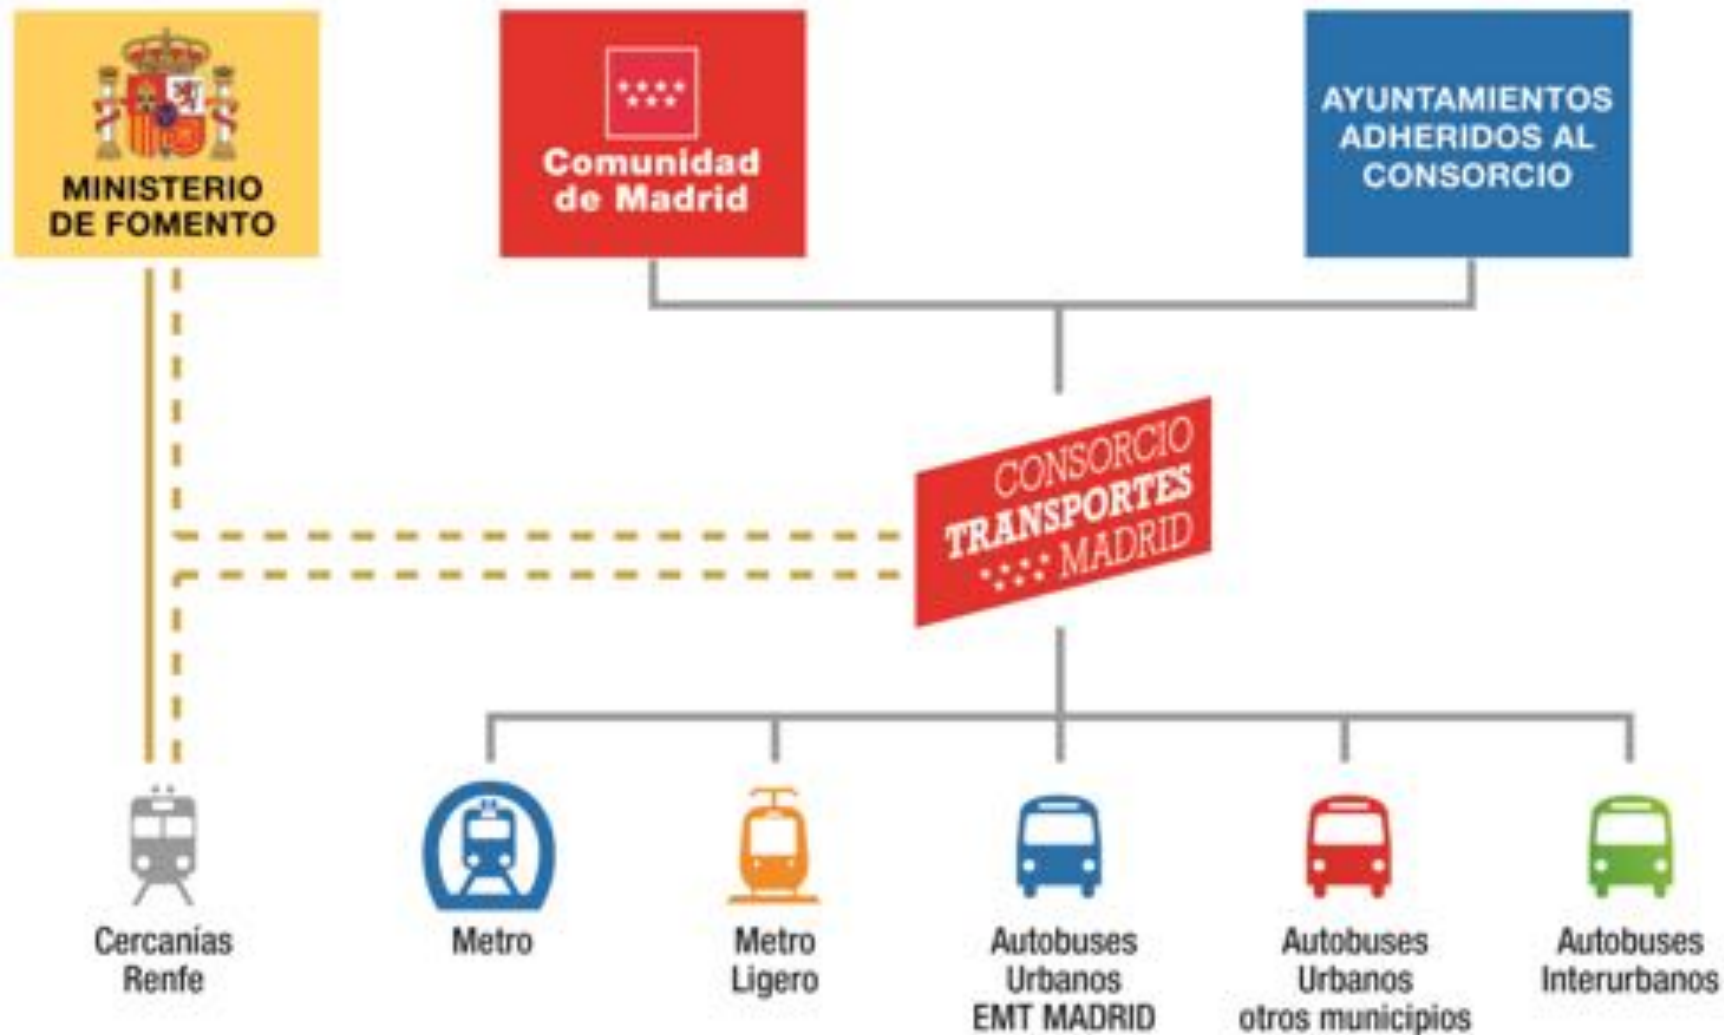 MINISTERIO
DE FOMENTO
Comunidad
de Madrid
AYUNTAMIENTOS
ADHERIDOS AL
CONSORCIO
CONSORCIO
TRANSPORTES
MADRID
Cercanías
Renfe
Metro
Metro
Ligero
Autobuses
Urbanos
EMT MADRID
Autobuses
Urbanos
otros municipios
Autobuses
Interurbanos